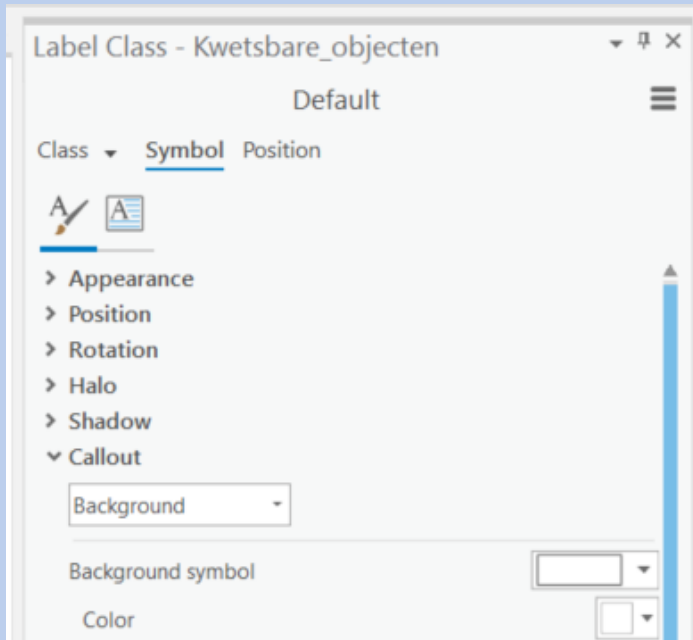 Label Class - Kwetsbare_objecten
Default
Class Symbol Position
A A
Appearance
Position
Rotation
Halo
Shadow
Callout
Background
Background symbol
Color